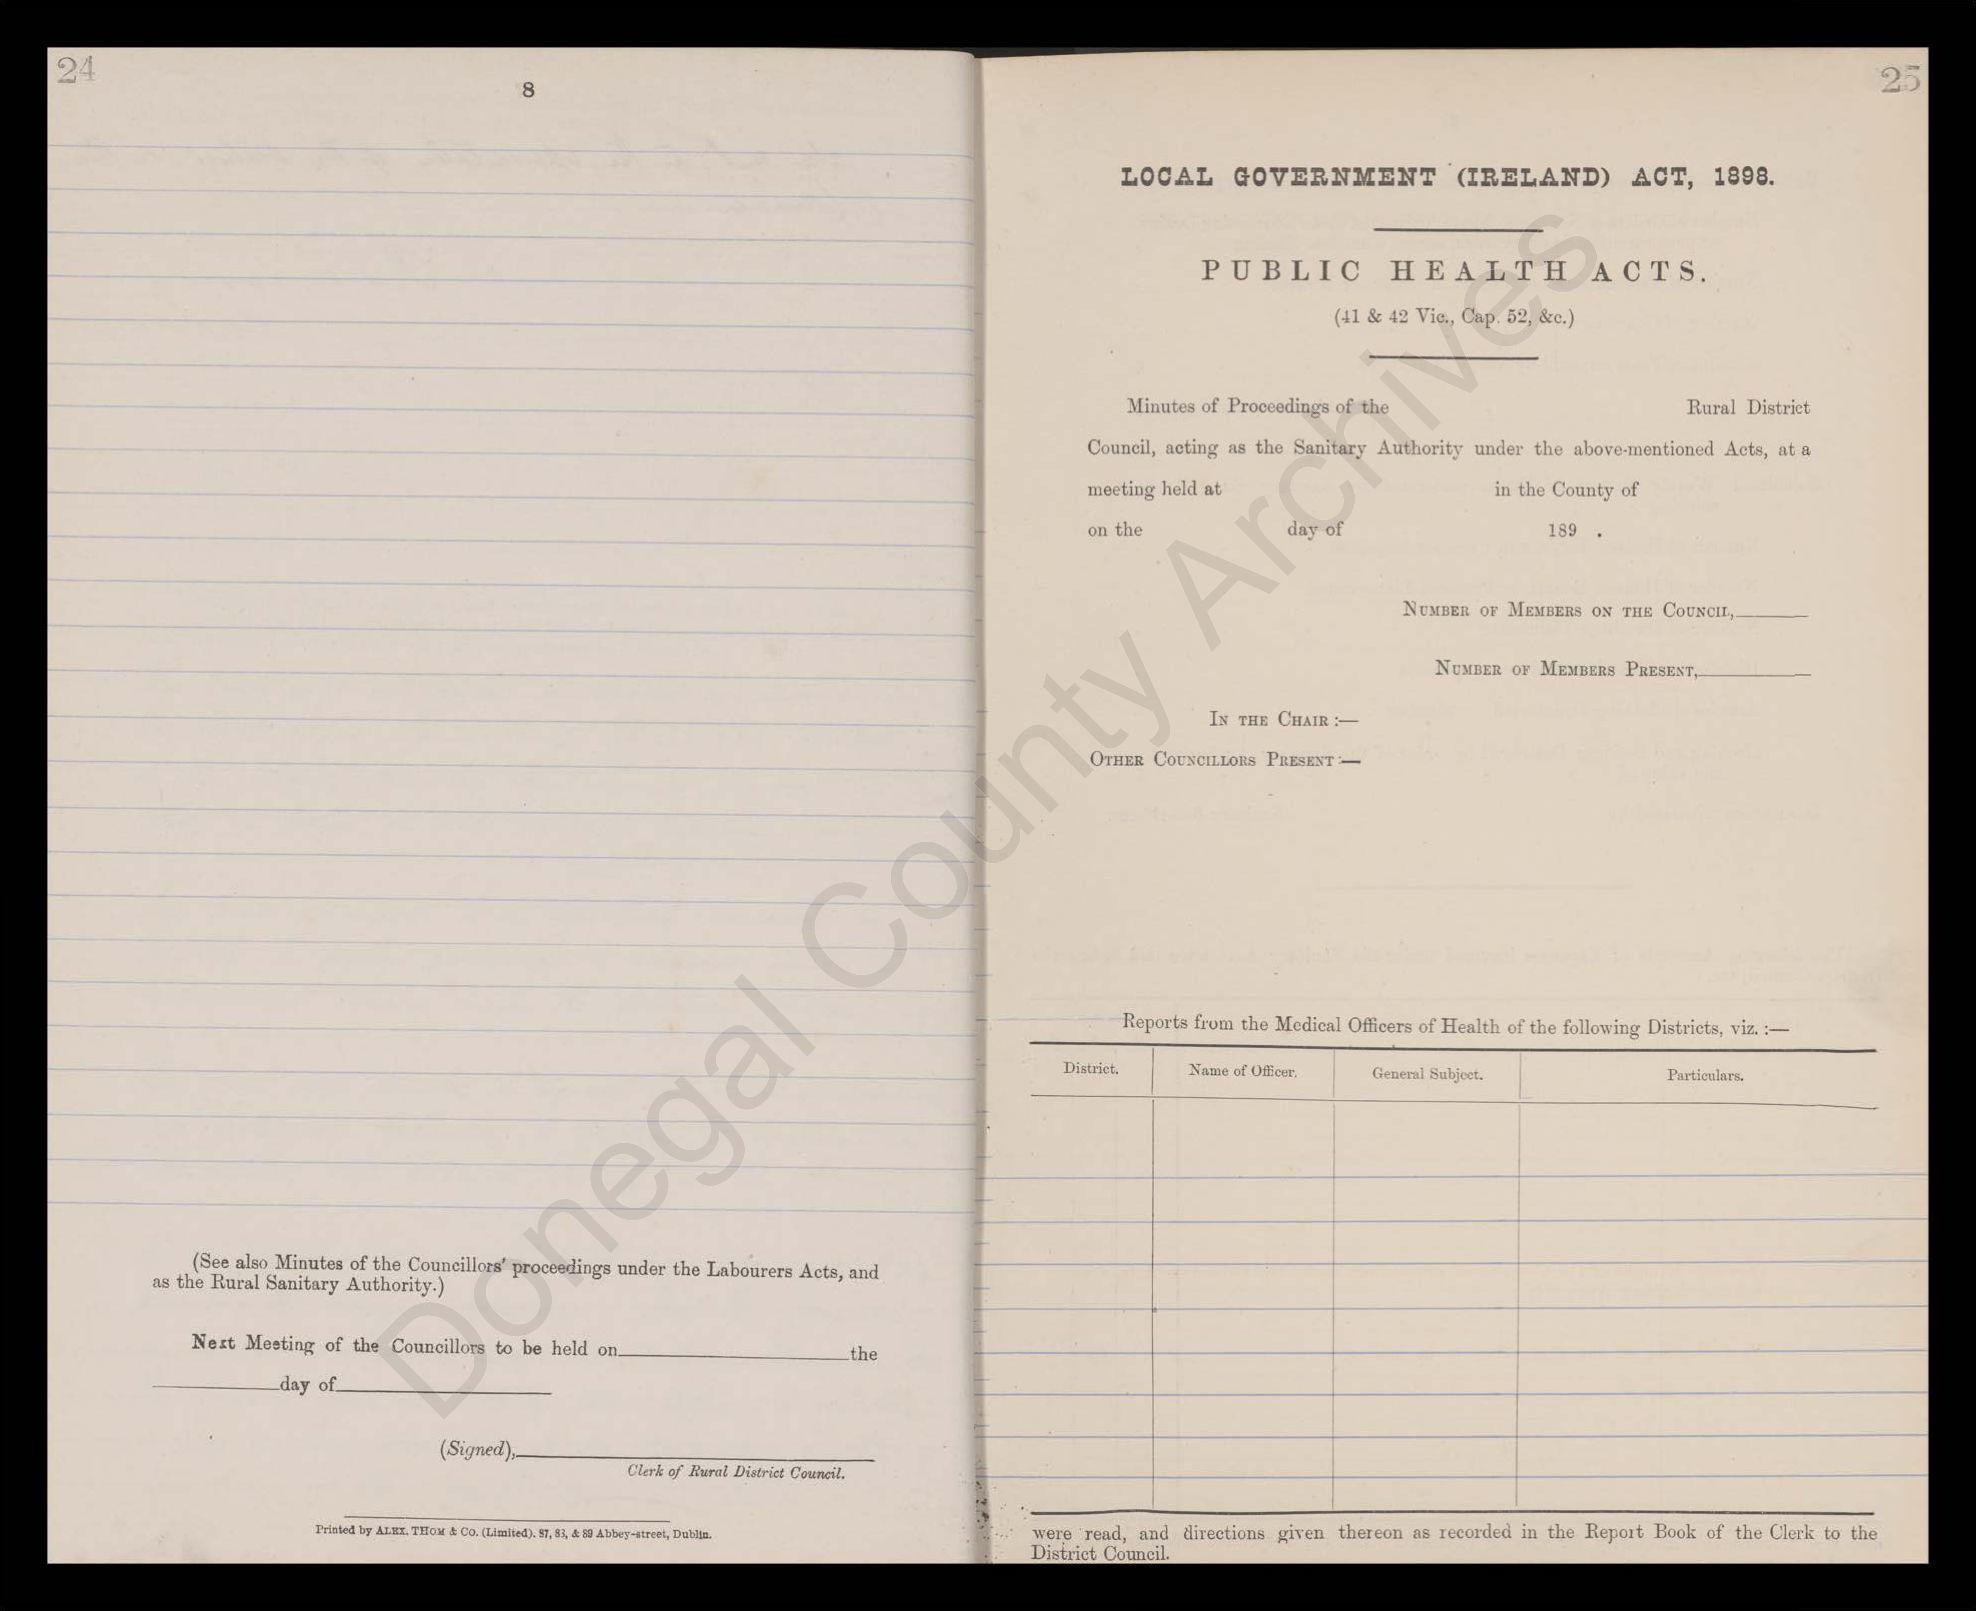 24
8
(See also Minutes of the Councillors' proceedings under the Labourers Acts, and
as the Rural Sanitary Authority.)
Next Meeting of the Councillors to be held on the
day of
(Signed),
Clerk of Rural District Council.
Printed by ALEX. THOM & Co. (Limited). 87, 83, & 89 Abbey-street, Dublin.
25
LOCAL GOVERNMENT (IRELAND) ACT, 1898.
PUBLIC HEALTH ACTS.
(41 & 42 Vic., Cap. 52, &c.)
Minutes of Proceedings of the Rural District
Council, acting as the Sanitary Authority under the above-mentioned Acts, at a
meeting held at in the County of
on the day of 189 .
NUMBER OF MEMBERS ON THE COUNCIL,
NUMBER OF MEMBERS PRESENT,
IN THE CHAIR :—
OTHER COUNCILLORS PRESENT :—
Reports from the Medical Officers of Health of the following Districts, viz. :—
District. Name of Officer. General Subject. Particulars.
were read, and directions given thereon as recorded in the Report Book of the Clerk to the
District Council.
Donegal County Archives